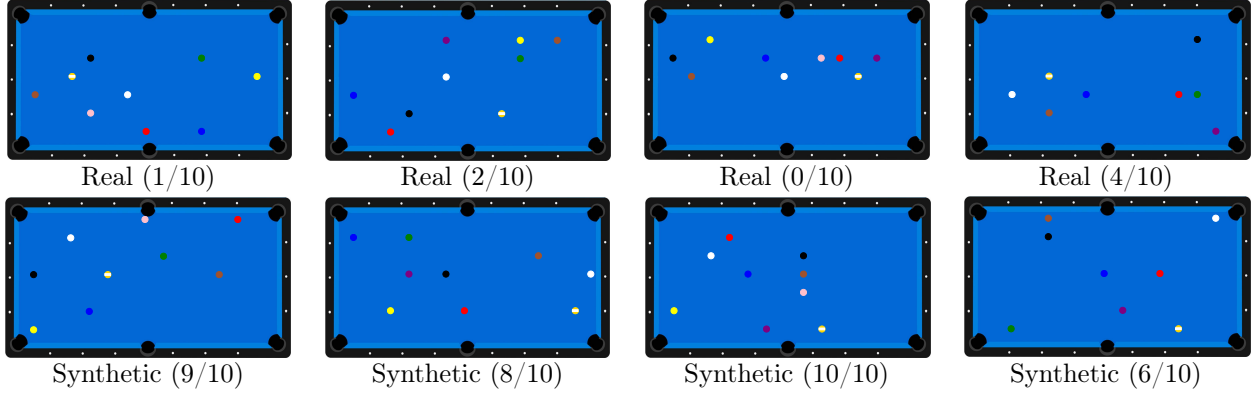 Real (1/10)
Real (2/10)
Real (0/10)
Real (4/10)
Synthetic (9/10)
Synthetic (8/10)
Synthetic (10/10)
Synthetic (6/10)